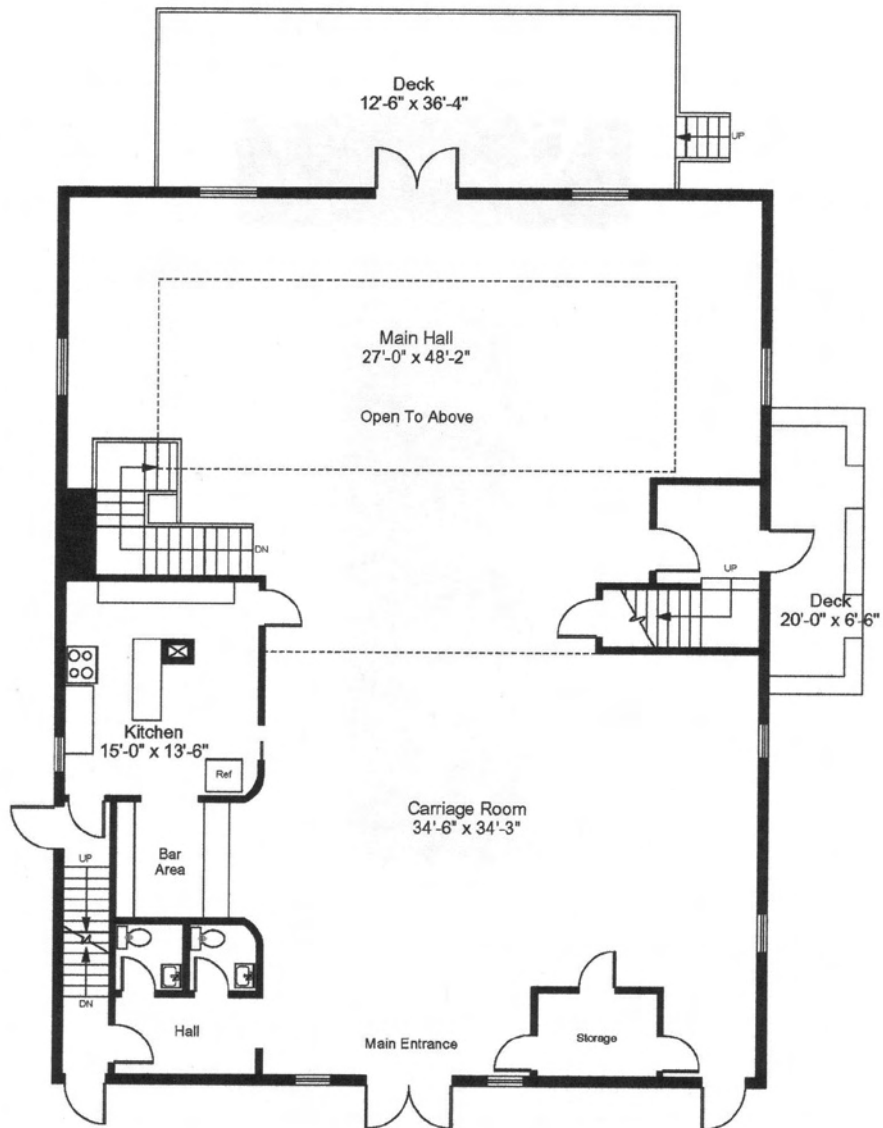 Deck
12'-6" x 36'-4"
UP
Main Hall
27'-0" x 48'-2"
Open To Above
DN
UP
Deck
20'-0" x 6'-6"
Kitchen
15'-0" x 13'-6"
Ref
Carriage Room
34'-6" x 34'-3"
Bar
Area
UP
DN
Hall
Main Entrance
Storage